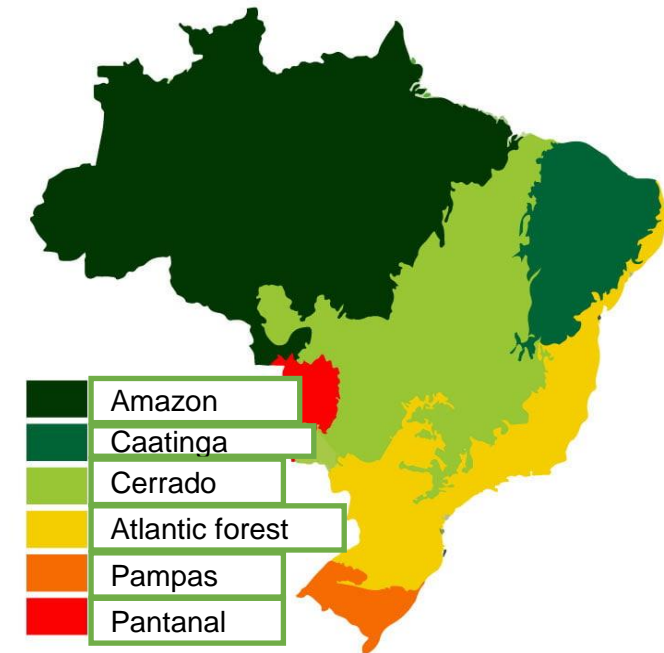 Amazon
Caatinga
Cerrado
Atlantic forest
Pampas
Pantanal